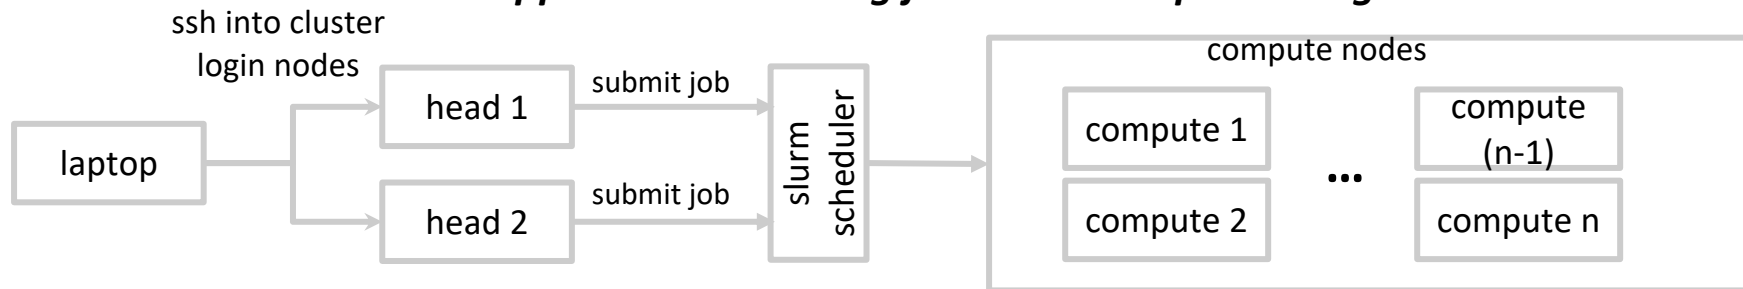 ssh into cluster
login nodes
laptop
head 1
head 2
submit job
submit job
slurm
scheduler
compute nodes
compute 1
compute 2
...
compute
(n-1)
compute n